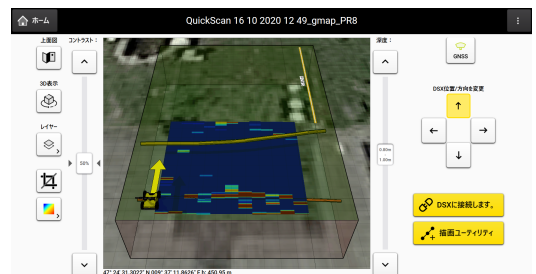 ホーム
QuickScan 16 10 2020 12 49_gmap_PR8
上面図
コントラスト：
深度：
GNSS
3D表示
DSX位置/方向を変更
レイヤー
50%
0.80m
1.00m
DSXに接続します。
描画ユーティリティ
47° 24' 31.3022" N 009° 37' 11.8626" E h: 450.95 m